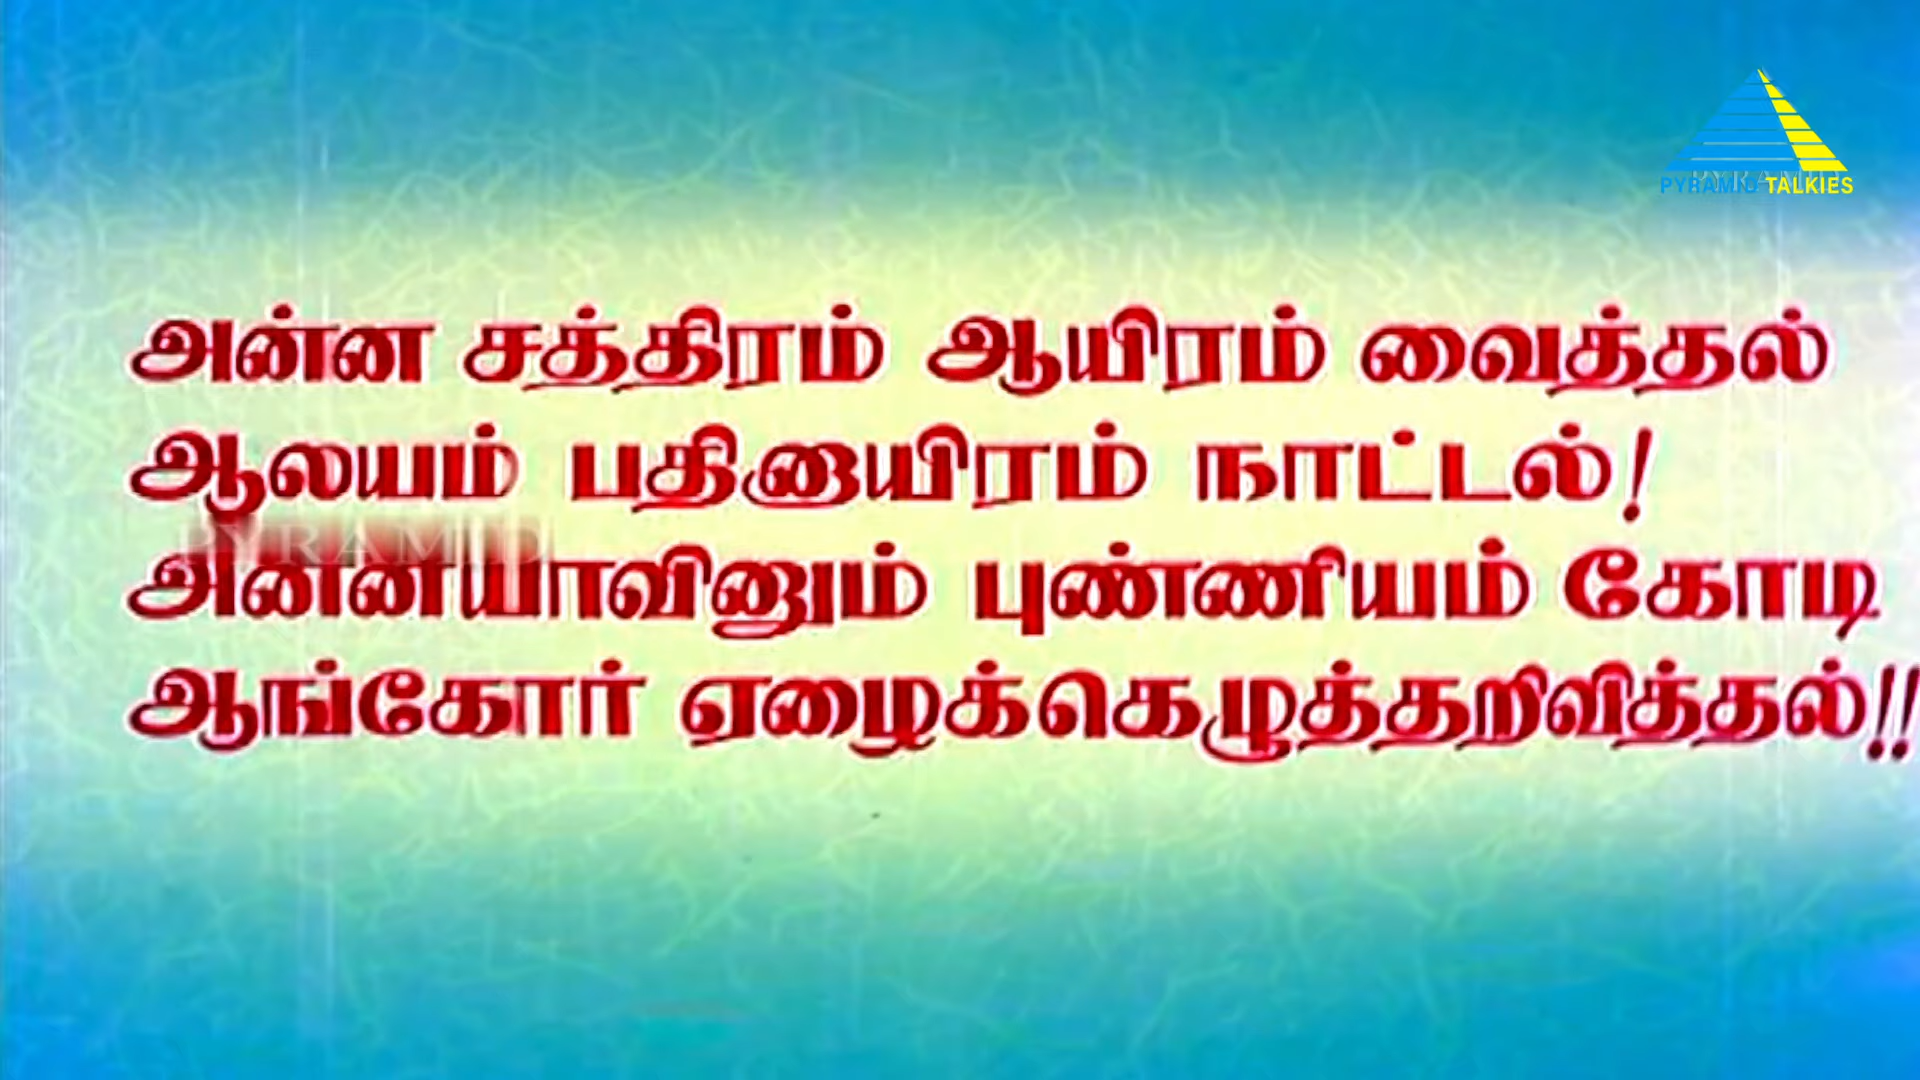 PYRAMID TALKIES
அன்ன சத்திரம் ஆயிரம் வைத்தல்
ஆலயம் பதினாயிரம் நாட்டல்!
PYRAMID
அன்னயாவினும் புண்ணியம் கோடி
ஆங்கோர் ஏழைக்கெழுத்தறிவித்தல்!!